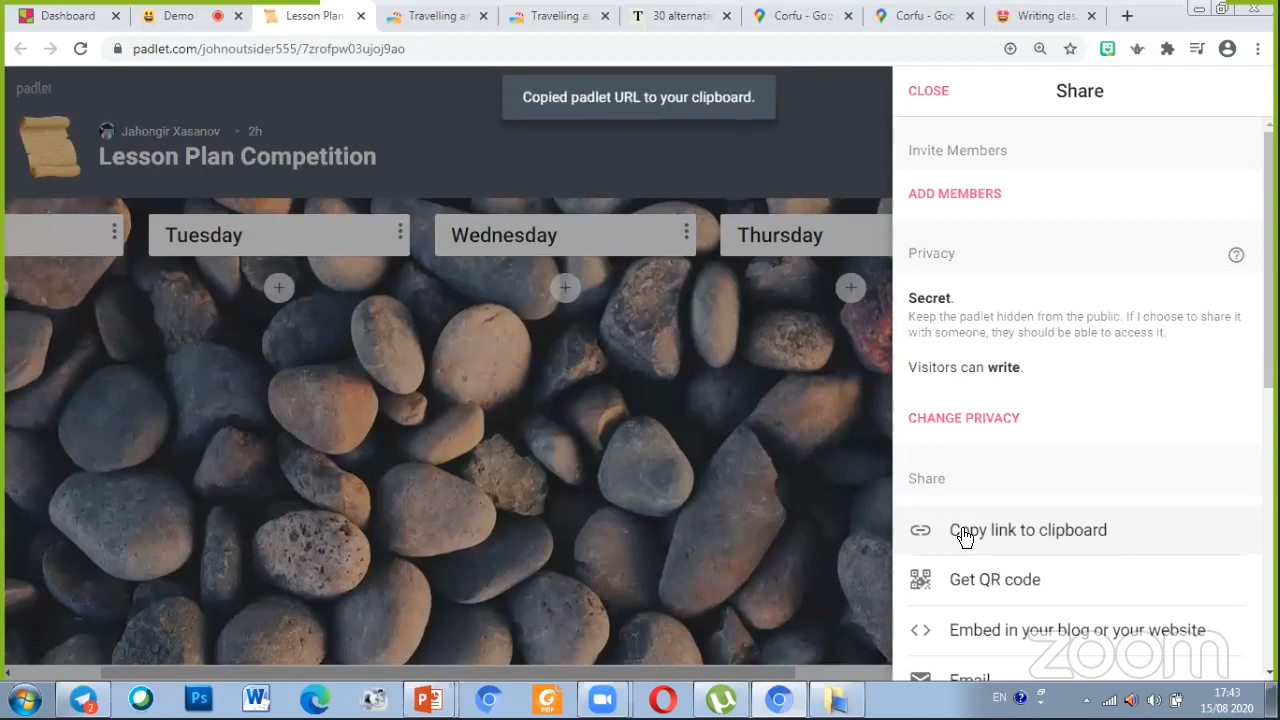 Dashboard
Demo
Lesson Plan
Travelling ar
Travelling a
30 alternate
Corfu - Goo
Corfu - Goo
Writing clas
padlet.com/johnoutsider555/7zrofpw03ujoj9ao
padlet
Copied padlet URL to your clipboard.
CLOSE
Share
Jahongir Xasanov • 2h
Lesson Plan Competition
Invite Members
ADD MEMBERS
Tuesday
Wednesday
Thursday
Privacy
Secret.
Keep the padlet hidden from the public. If I choose to share it
with someone, they should be able to access it.
Visitors can write.
CHANGE PRIVACY
Share
Copy link to clipboard
Get QR code
Embed in your blog or your website
Email
zoom
EN
17:43
15/08/2020